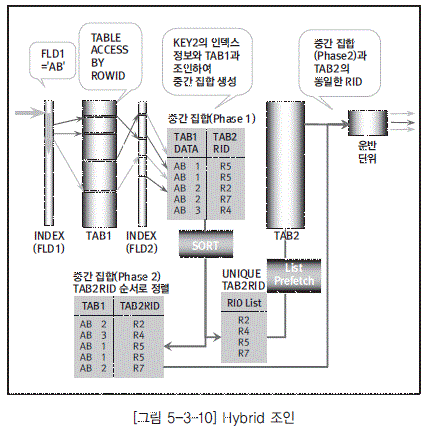 FLD1
='AB'
TABLE
ACCESS
BY
ROWID
KEY2의 인덱스
정보와 TAB1과
조인하여
중간 집합 생성
중간 집합
(Phase2)과
TAB2의
동일한 RID
중간 집합(Phase 1)
TAB1 TAB2
DATA RID
AB 1 R5
AB 1 R5
AB 2 R2
AB 2 R7
AB 3 R4
운반
단위
INDEX
(FLD1)
TAB1
INDEX
(FLD2)
TAB2
SORT
중간 집합(Phase 2)
TAB2RID 순서로 정렬
TAB1 TAB2RID
AB 2 R2
AB 3 R4
AB 1 R5
AB 1 R5
AB 2 R7
UNIQUE
TAB2RID
RID List
R2
R4
R5
R7
List
Prefetch
[그림 5-3-10] Hybrid 조인